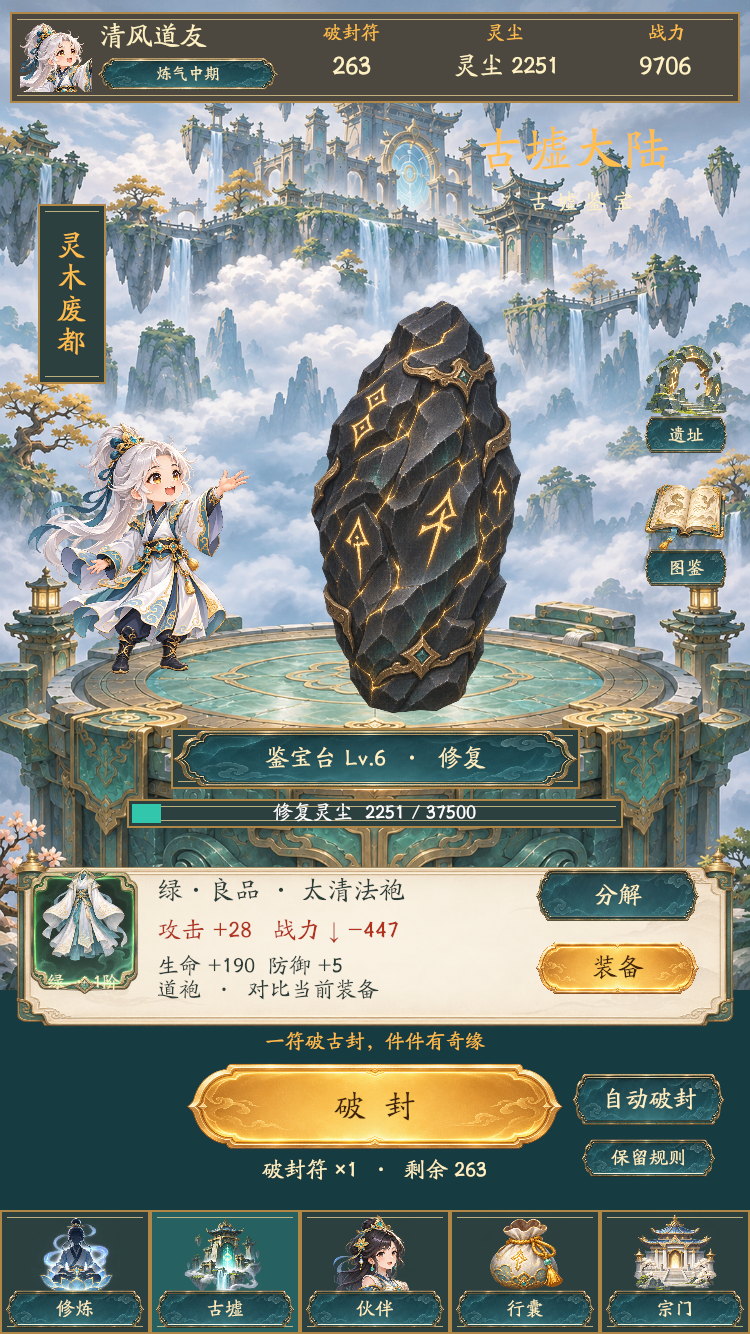 清风道友
炼气中期
破封符
263
灵尘
灵尘 2251
战力
9706
古墟大陆
灵木废都
遗址
图鉴
鉴宝台 Lv.6 · 修复
修复灵尘 2251 / 37500
绿 · 良品 · 太清法袍
攻击 +28 战力 ↓ -447
生命 +190 防御 +5
道袍 · 对比当前装备
绿 1阶
分解
装备
一符破古封，件件有奇缘
破 封
自动破封
破封符 ×1 · 剩余 263
保留规则
修炼
古墟
伙伴
行囊
宗门